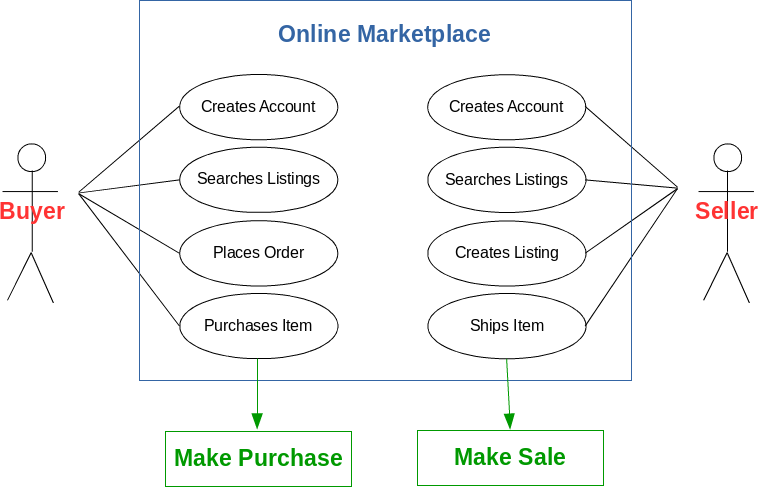 Online Marketplace
Creates Account
Creates Account
Searches Listings
Searches Listings
Buyer
Seller
Places Order
Creates Listing
Purchases Item
Ships Item
Make Purchase
Make Sale